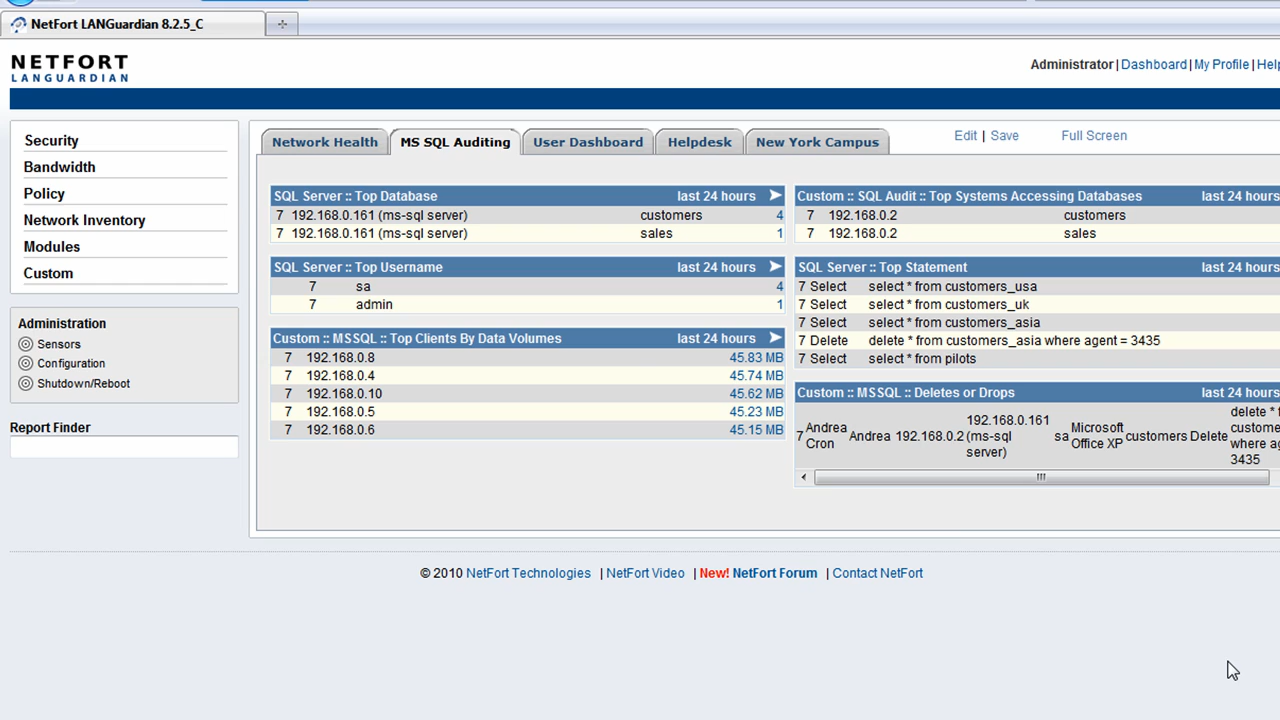 NetFort LANGuardian 8.2.5_C
NETFORT
LANGUARDIAN
Administrator | Dashboard | My Profile | Help
Security
Bandwidth
Policy
Network Inventory
Modules
Custom
Administration
Sensors
Configuration
Shutdown/Reboot
Report Finder
Network Health
MS SQL Auditing
User Dashboard
Helpdesk
New York Campus
Edit | Save
Full Screen
SQL Server :: Top Database last 24 hours
7 192.168.0.161 (ms-sql server) customers 4
7 192.168.0.161 (ms-sql server) sales 1
SQL Server :: Top Username last 24 hours
7 sa 4
7 admin 1
Custom :: MSSQL :: Top Clients By Data Volumes last 24 hours
7 192.168.0.8 45.83 MB
7 192.168.0.4 45.74 MB
7 192.168.0.10 45.62 MB
7 192.168.0.5 45.23 MB
7 192.168.0.6 45.15 MB
Custom :: SQL Audit :: Top Systems Accessing Databases last 24 hours
7 192.168.0.2 customers
7 192.168.0.2 sales
SQL Server :: Top Statement last 24 hours
7 Select select * from customers_usa
7 Select select * from customers_uk
7 Select select * from customers_asia
7 Delete delete * from customers_asia where agent = 3435
7 Select select * from pilots
Custom :: MSSQL :: Deletes or Drops last 24 hours
7 Andrea Cron Andrea 192.168.0.2 192.168.0.161 (ms-sql server) sa Microsoft Office XP customers Delete delete * f
custome
where ag
3435
© 2010 NetFort Technologies | NetFort Video | New! NetFort Forum | Contact NetFort